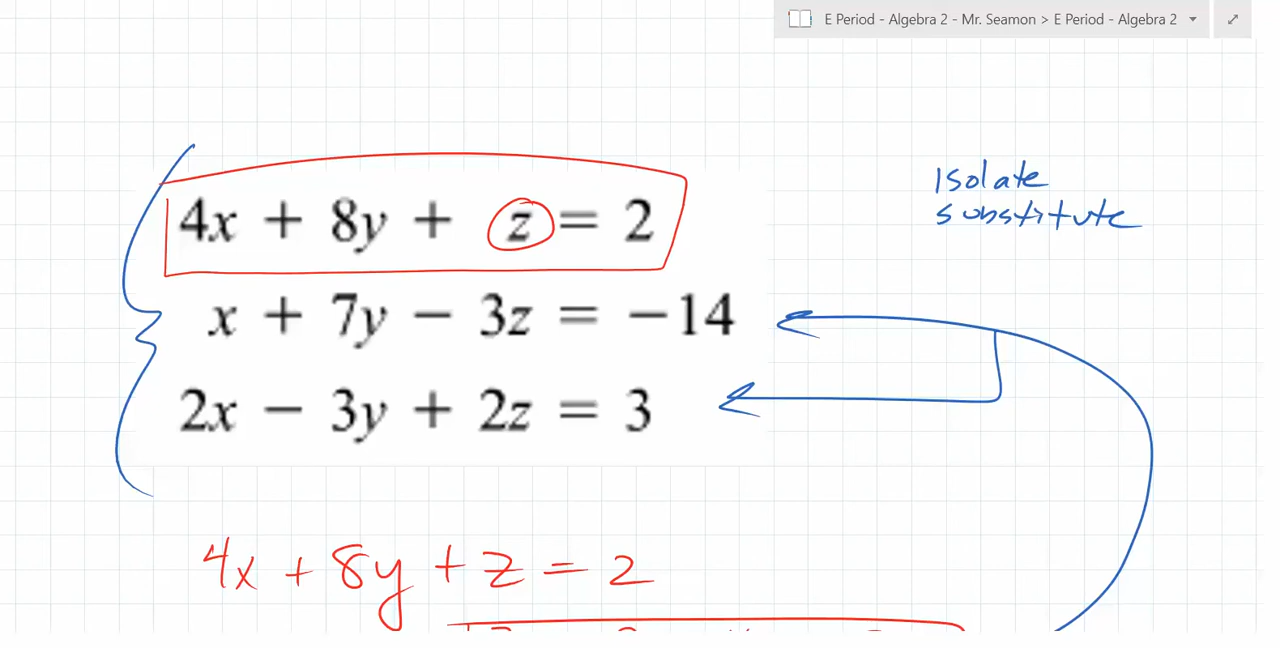 E Period - Algebra 2 - Mr. Seamon > E Period - Algebra 2
Isolate
substitute
4x + 8y + z = 2
x + 7y − 3z = −14
2x − 3y + 2z = 3
4x + 8y + z = 2